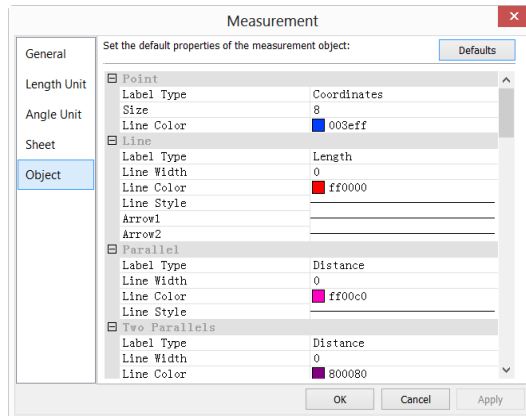 Measurement
General
Length Unit
Angle Unit
Sheet
Object
Set the default properties of the measurement object:
Defaults
Point
Label Type Coordinates
Size 8
Line Color 003eff
Line
Label Type Length
Line Width 0
Line Color ff0000
Line Style
Arrow1
Arrow2
Parallel
Label Type Distance
Line Width 0
Line Color ff00c0
Line Style
Two Parallels
Label Type Distance
Line Width 0
Line Color 800080
OK Cancel Apply